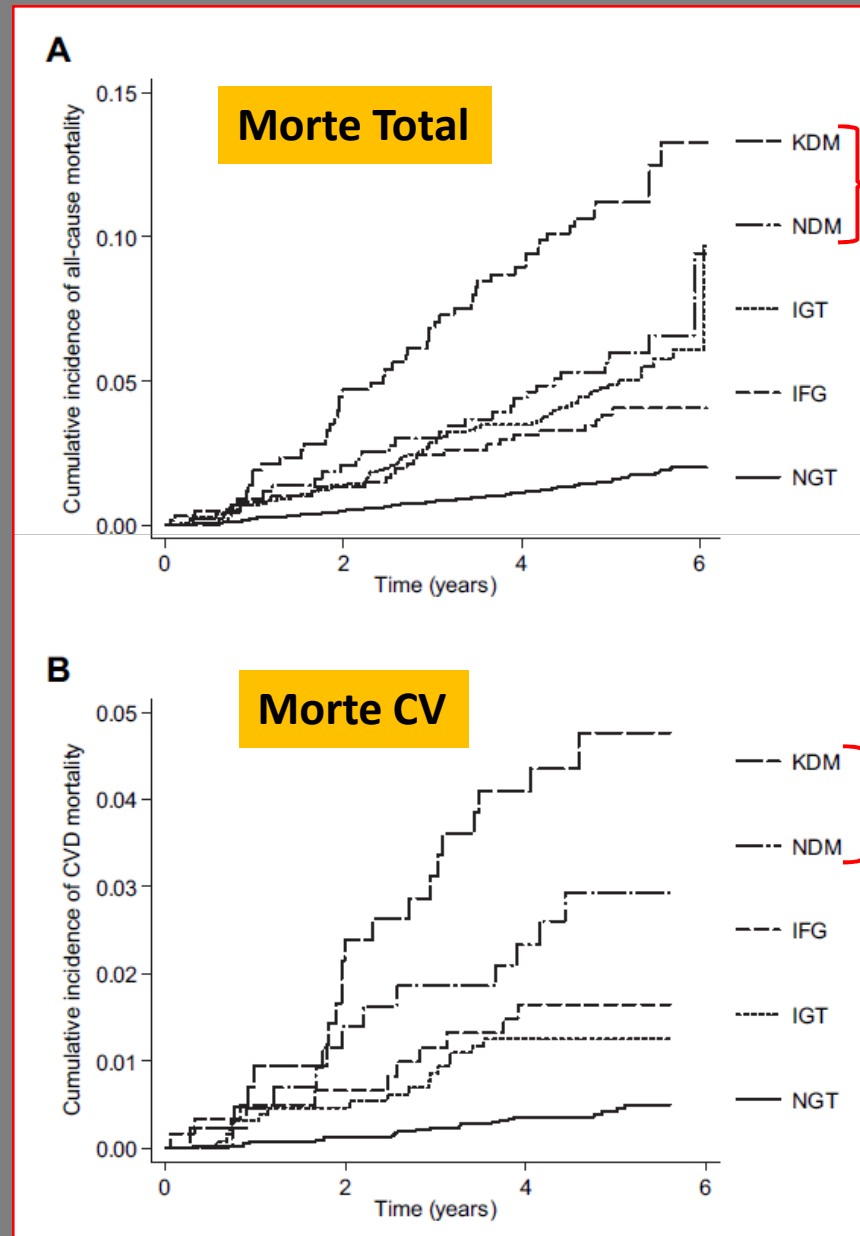 A
Morte Total
Cumulative incidence of all-cause mortality
0.15
0.10
0.05
0.00
0
2
4
6
Time (years)
KDM
NDM
IGT
IFG
NGT
B
Morte CV
Cumulative incidence of CVD mortality
0.05
0.04
0.03
0.02
0.01
0.00
0
2
4
6
Time (years)
KDM
NDM
IFG
IGT
NGT